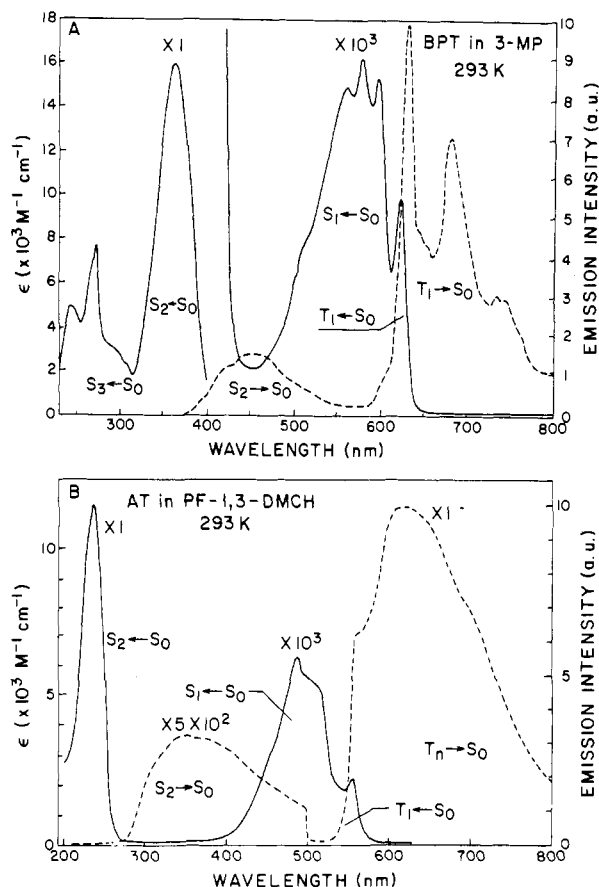 A
X1
X10³
BPT in 3-MP
293 K
18
16
14
12
10
8
6
4
2
0
10
9
8
7
6
5
4
3
2
1
0
ε (x10³ M⁻¹ cm⁻¹)
EMISSION INTENSITY (a.u.)
S₁←S₀
S₂←S₀
T₁←S₀
T₁→S₀
S₃←S₀
S₂→S₀
300 400 500 600 700 800
WAVELENGTH (nm)
B
AT in PF-1,3-DMCH
293 K
X1
X1
X10³
10
5
0
10
5
0
ε (x10³ M⁻¹ cm⁻¹)
EMISSION INTENSITY (a.u.)
S₂←S₀
S₁←S₀
X5X10²
S₂→S₀
Tₙ→S₀
T₁←S₀
200 300 400 500 600 700 800
WAVELENGTH (nm)